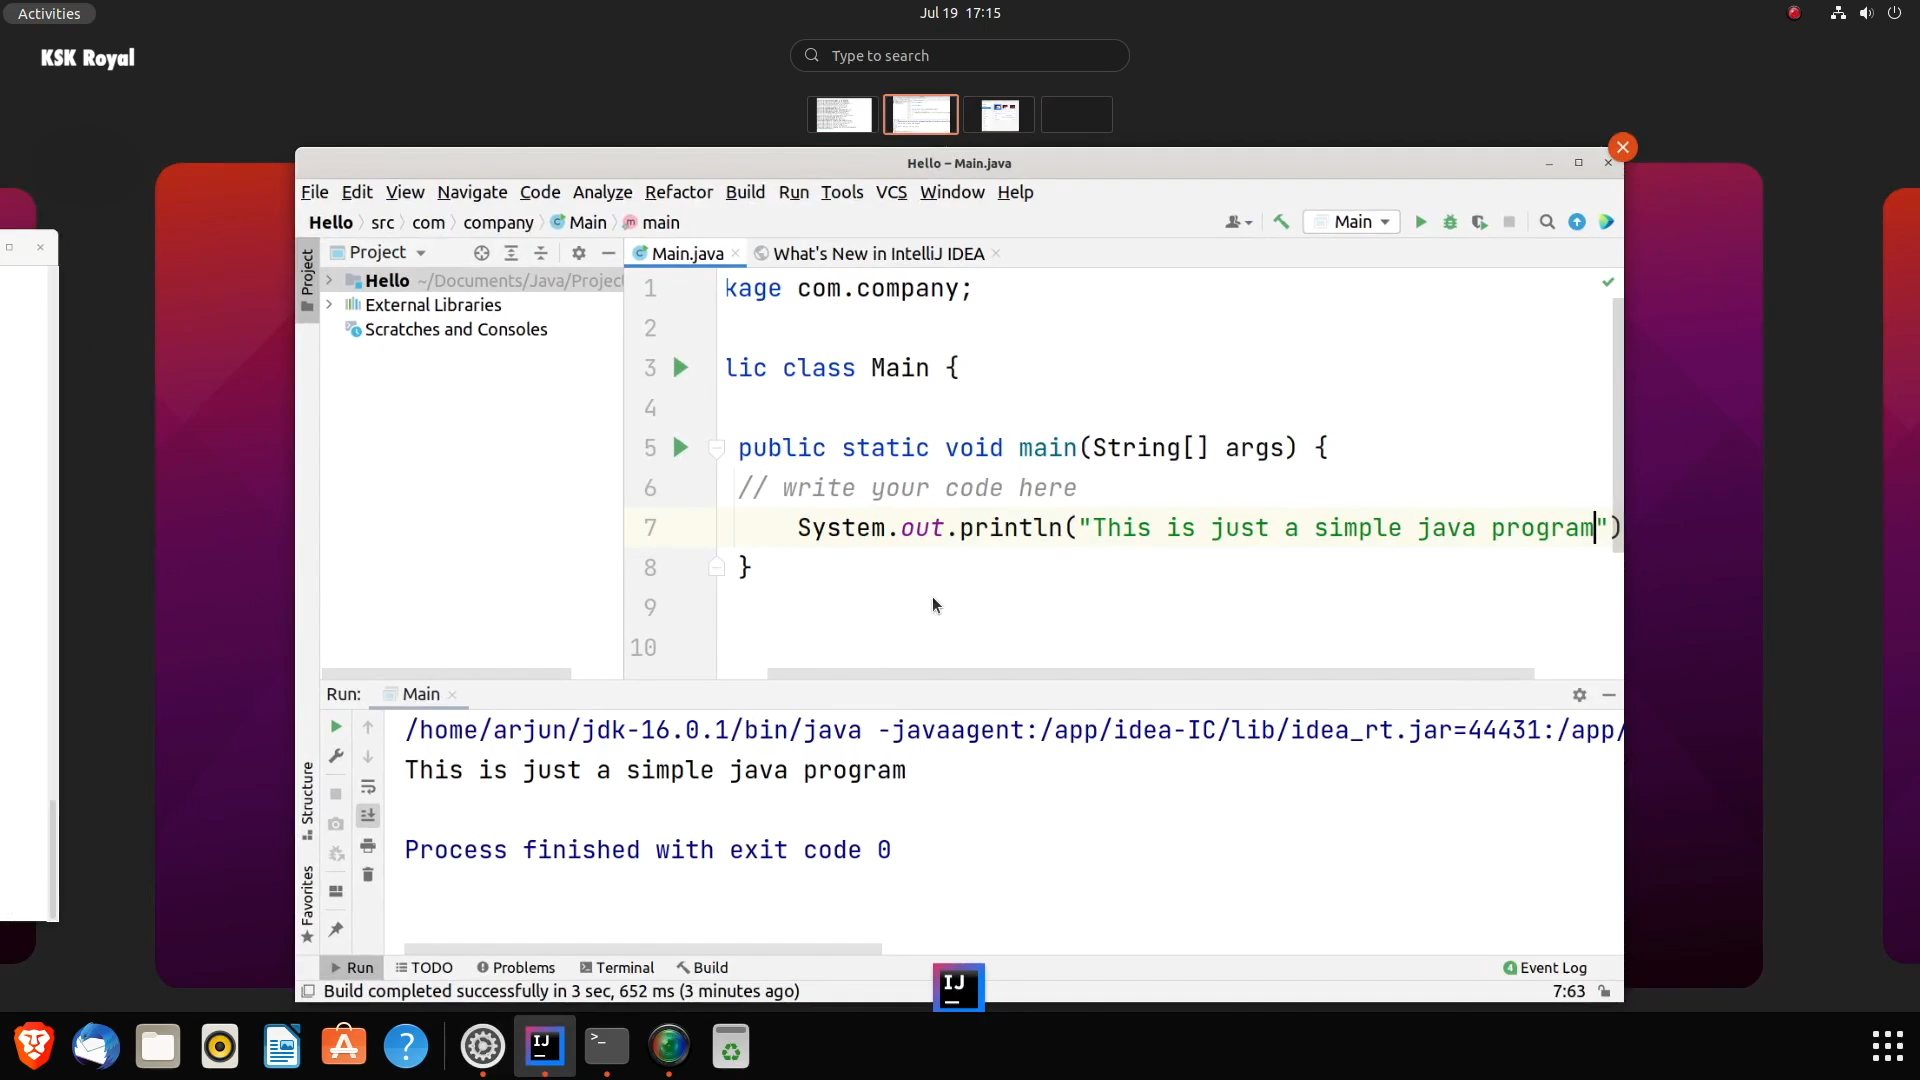 Activities
Jul 19 17:15
KSK Royal
Type to search
Hello – Main.java
File Edit View Navigate Code Analyze Refactor Build Run Tools VCS Window Help
Hello src com company Main main
Main
Project
Project
Main.java
What's New in IntelliJ IDEA
Hello ~/Documents/Java/Project
External Libraries
Scratches and Consoles
1 kage com.company;
2
3 lic class Main {
4
5 public static void main(String[] args) {
6 // write your code here
7 System.out.println("This is just a simple java program")
8 }
9
10
Run: Main
/home/arjun/jdk-16.0.1/bin/java -javaagent:/app/idea-IC/lib/idea_rt.jar=44431:/app/
This is just a simple java program
Process finished with exit code 0
Structure
Favorites
Run TODO Problems Terminal Build
4 Event Log
Build completed successfully in 3 sec, 652 ms (3 minutes ago)
7:63
IJ
IJ
>_
?